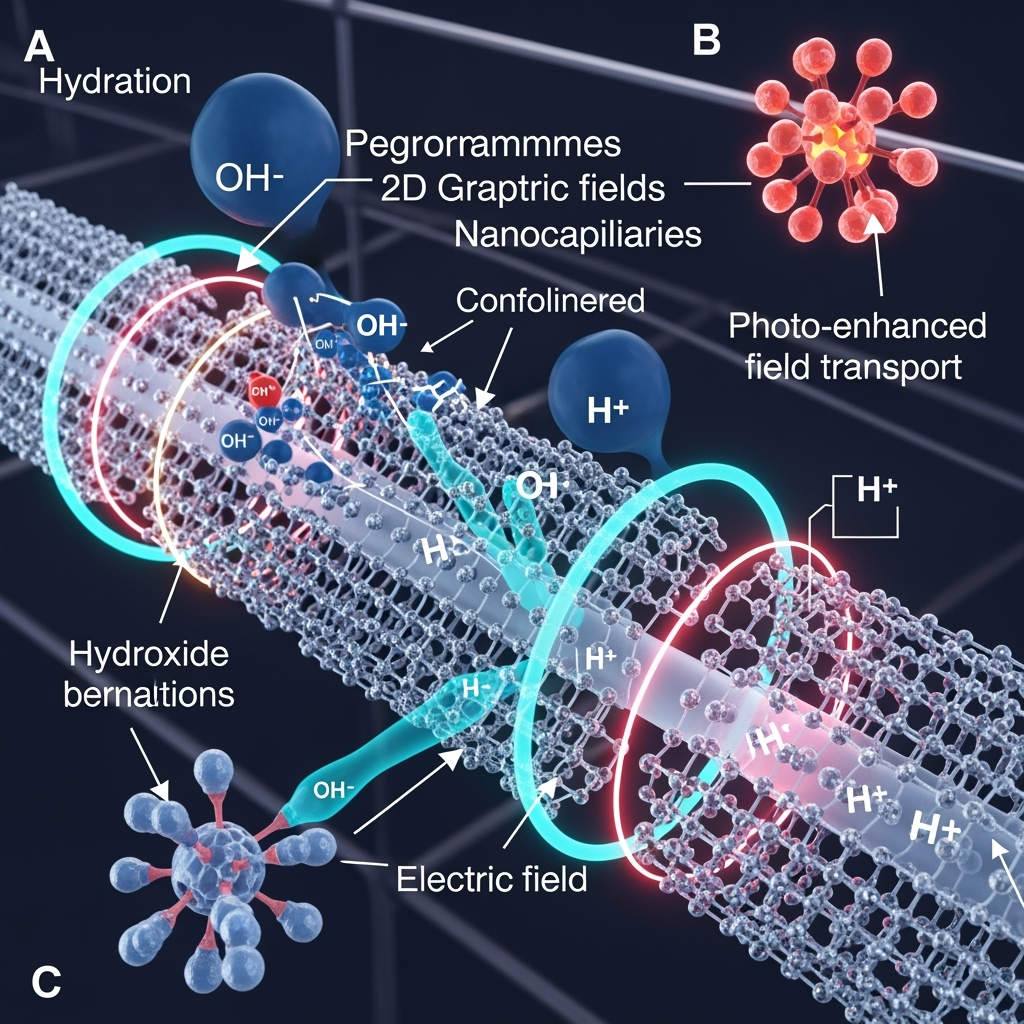 A
Hydration
B
OH-
Pegrorrammmes
2D Graptric fields
Nanocapiliaries
Confolinered
OH-
OM-
OH-
OH-
H+
Photo-enhanced
field transport
H+
H+
H-
OH-
Hydroxide
bernaltions
H+
H+
Electric field
C